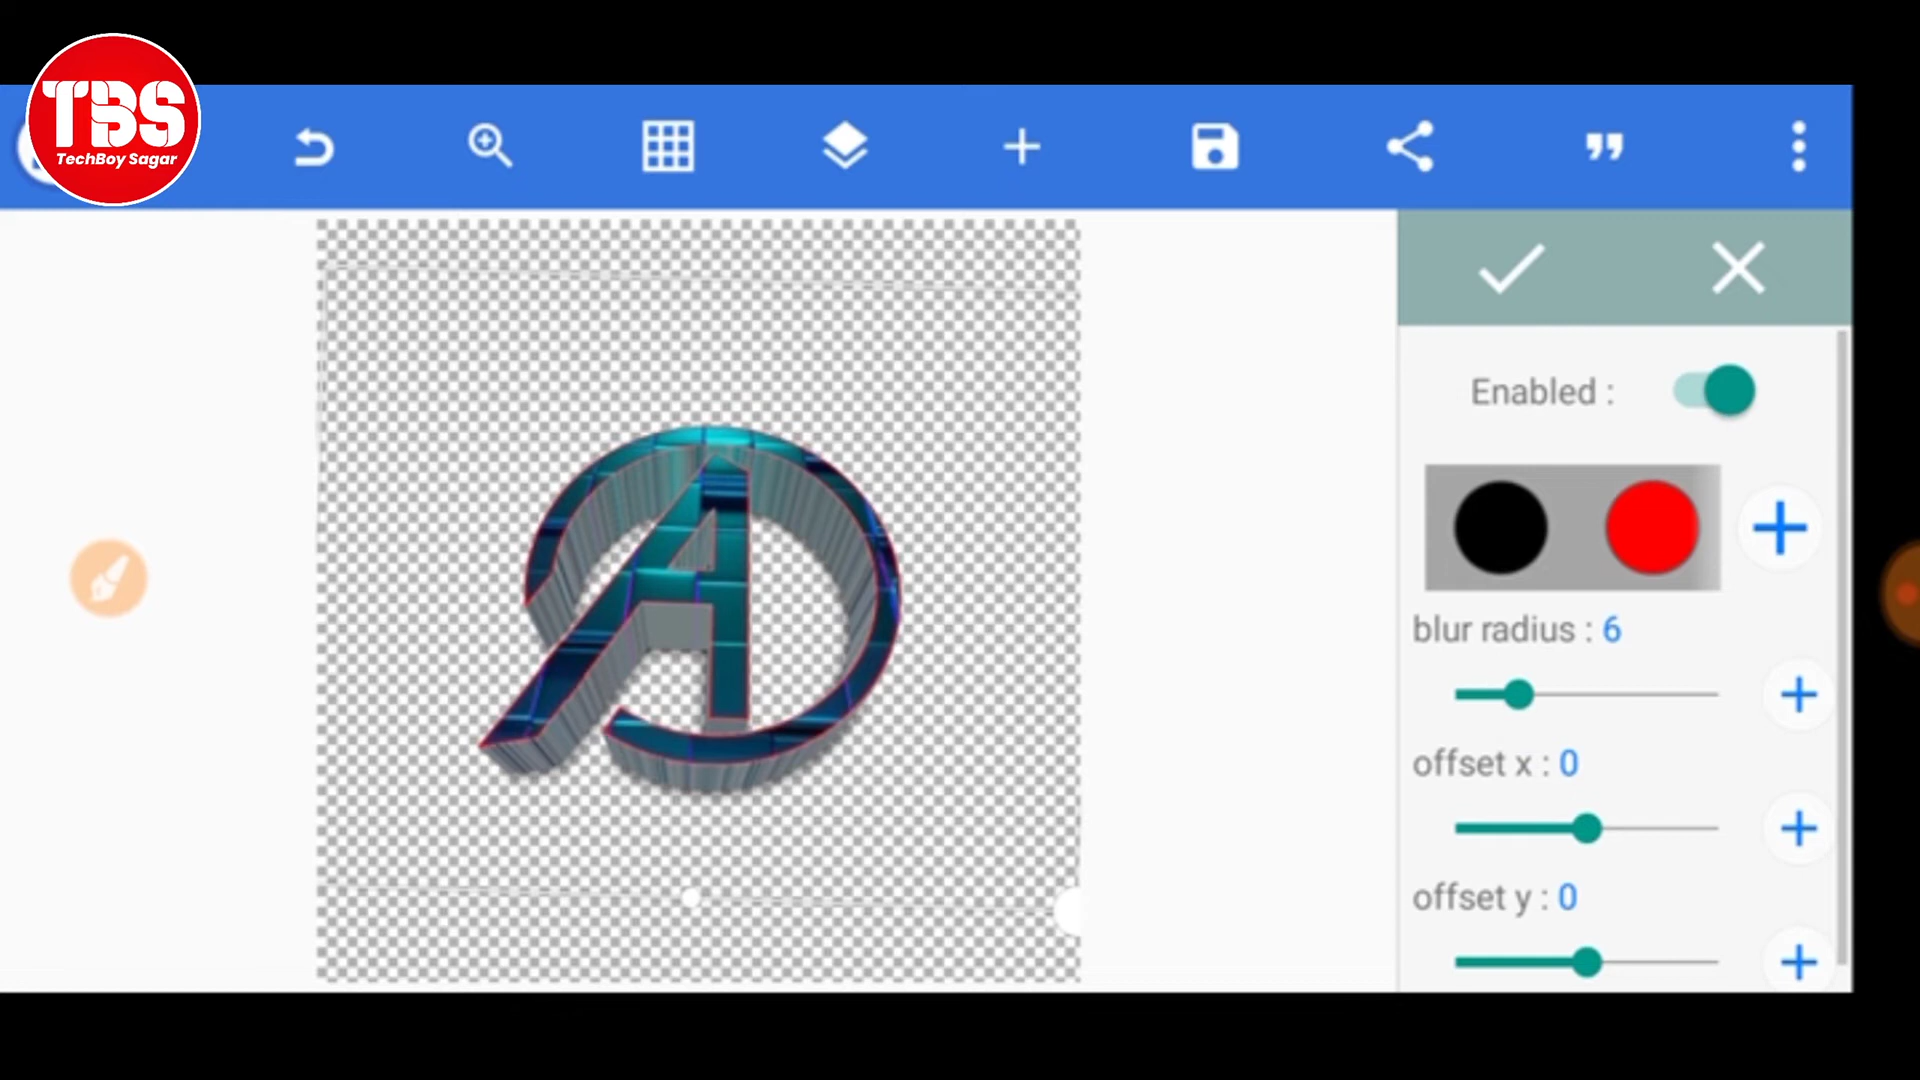 TBS
TechBoy Sagar
Enabled :
blur radius : 6
offset x : 0
offset y : 0